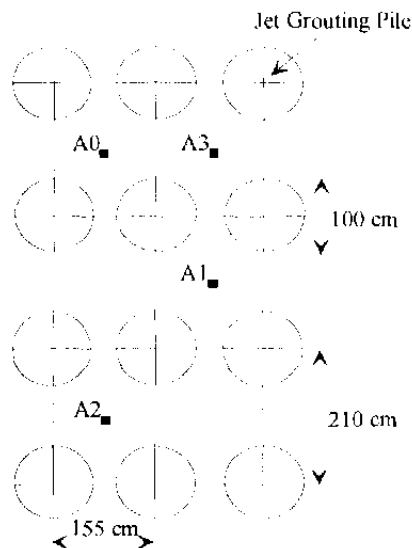 Jet Grouting Pile
A0 A3
100 cm
A1
A2
210 cm
155 cm